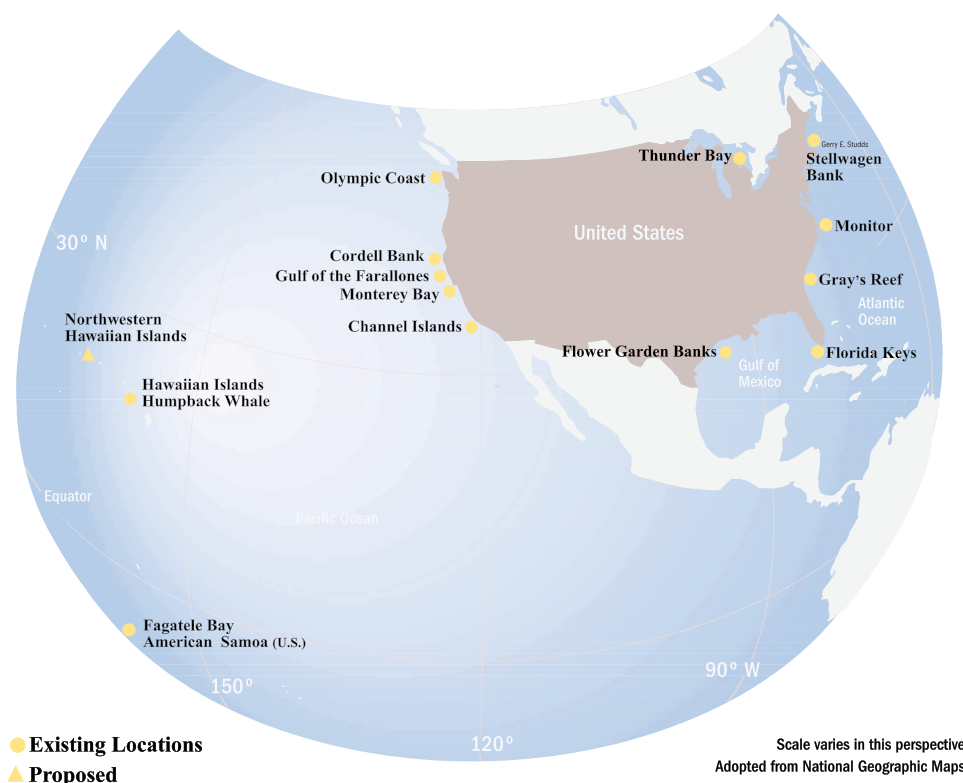 Gerry E. Studds
Thunder Bay
Stellwagen
Bank
Olympic Coast
Monitor
United States
30° N
Cordell Bank
Gulf of the Farallones
Gray's Reef
Monterey Bay
Atlantic
Ocean
Northwestern
Hawaiian Islands
Channel Islands
Flower Garden Banks
Florida Keys
Gulf of
Mexico
Hawaiian Islands
Humpback Whale
Equator
Pacific Ocean
Fagatele Bay
American Samoa (U.S.)
90° W
150°
120°
Existing Locations
Proposed
Scale varies in this perspective
Adopted from National Geographic Maps